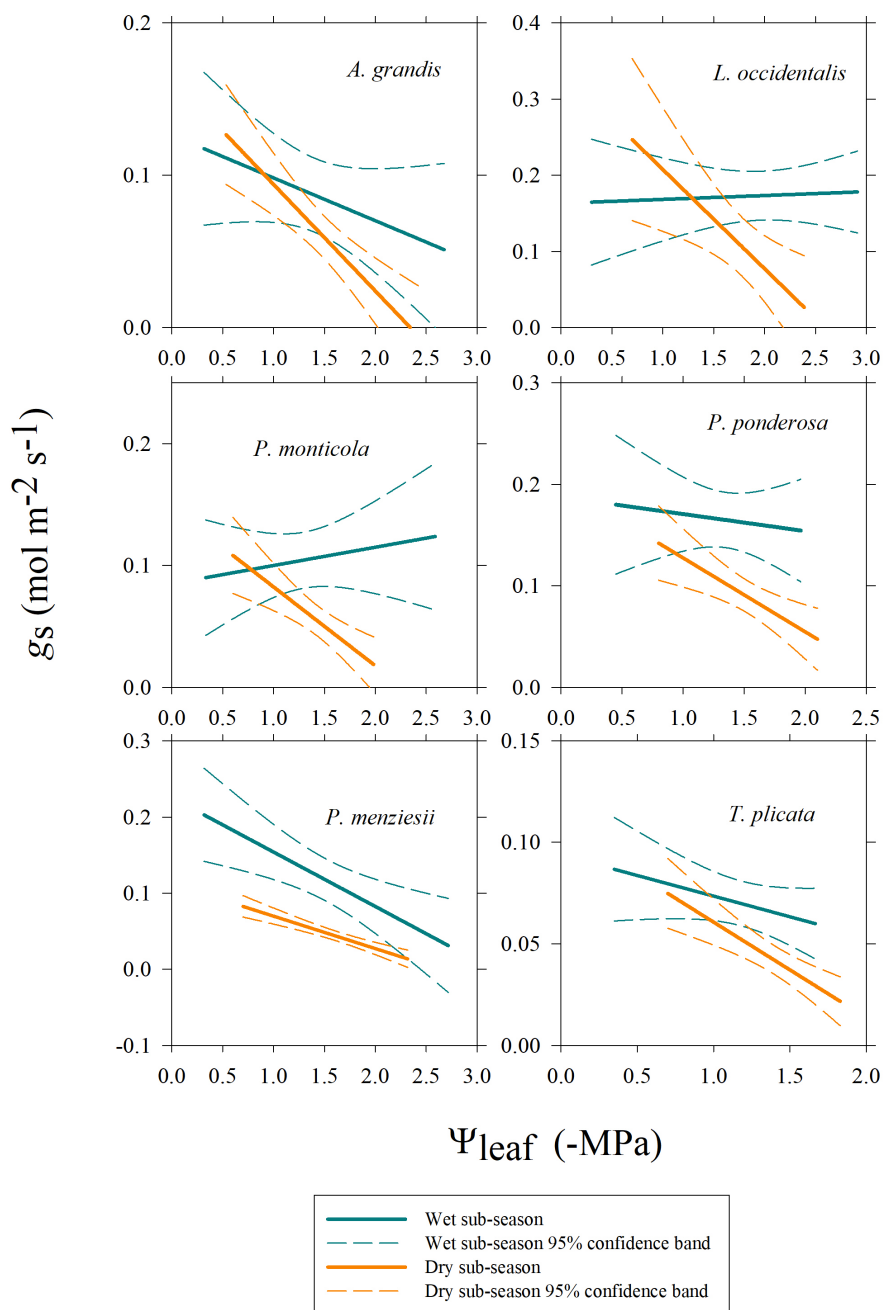 0.2
0.1
0.0
A. grandis
0.0 0.5 1.0 1.5 2.0 2.5 3.0
0.4
0.3
0.2
0.1
0.0
L. occidentalis
0.0 0.5 1.0 1.5 2.0 2.5 3.0
0.2
0.1
0.0
P. monticola
0.0 0.5 1.0 1.5 2.0 2.5 3.0
0.3
0.2
0.1
0.0
P. ponderosa
0.0 0.5 1.0 1.5 2.0 2.5
0.3
0.2
0.1
0.0
-0.1
P. menziesii
0.0 0.5 1.0 1.5 2.0 2.5 3.0
0.15
0.10
0.05
0.00
T. plicata
0.0 0.5 1.0 1.5 2.0
gs (mol m-2 s-1)
Ψleaf (-MPa)
Wet sub-season
Wet sub-season 95% confidence band
Dry sub-season
Dry sub-season 95% confidence band